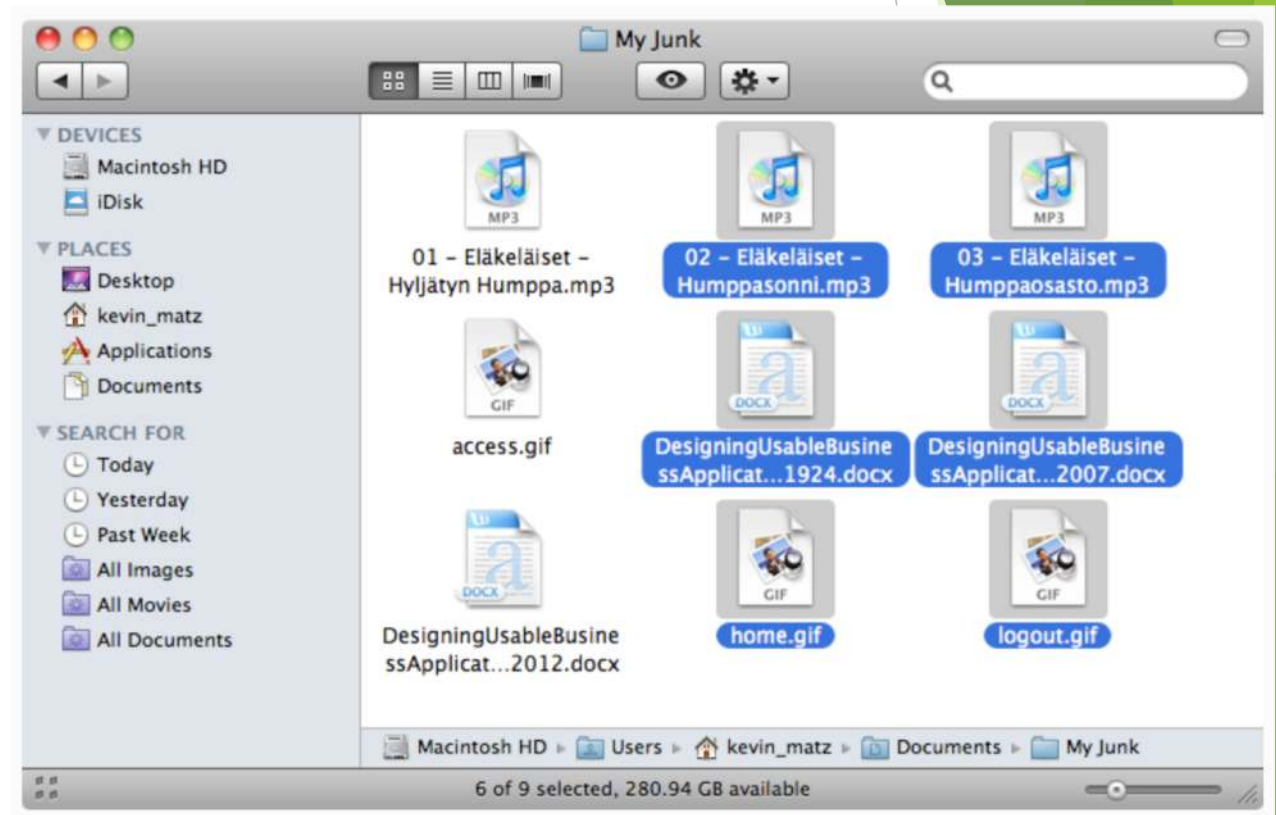 My Junk
DEVICES
Macintosh HD
iDisk
PLACES
Desktop
kevin_matz
Applications
Documents
SEARCH FOR
Today
Yesterday
Past Week
All Images
All Movies
All Documents
MP3
MP3
MP3
01 – Eläkeläiset –
Hyljätyn Humppa.mp3
02 – Eläkeläiset –
Humppasonni.mp3
03 – Eläkeläiset –
Humppaosasto.mp3
GIF
DOCX
DOCX
access.gif
DesigningUsableBusine
ssApplicat...1924.docx
DesigningUsableBusine
ssApplicat...2007.docx
DOCX
GIF
GIF
DesigningUsableBusine
ssApplicat...2012.docx
home.gif
logout.gif
Macintosh HD ▸ Users ▸ kevin_matz ▸ Documents ▸ My Junk
6 of 9 selected, 280.94 GB available